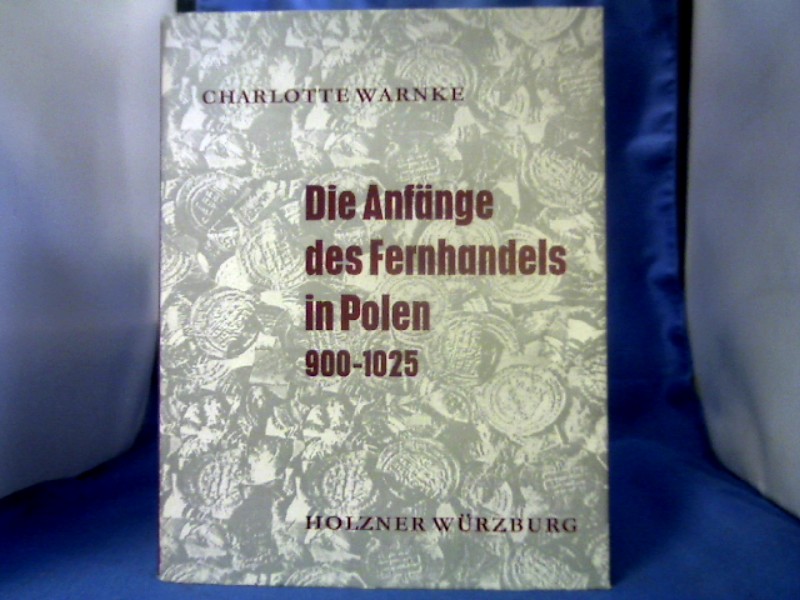 CHARLOTTE WARNKE
Die Anfänge
des Fernhandels
in Polen
900-1025
HOLZNER WÜRZBURG